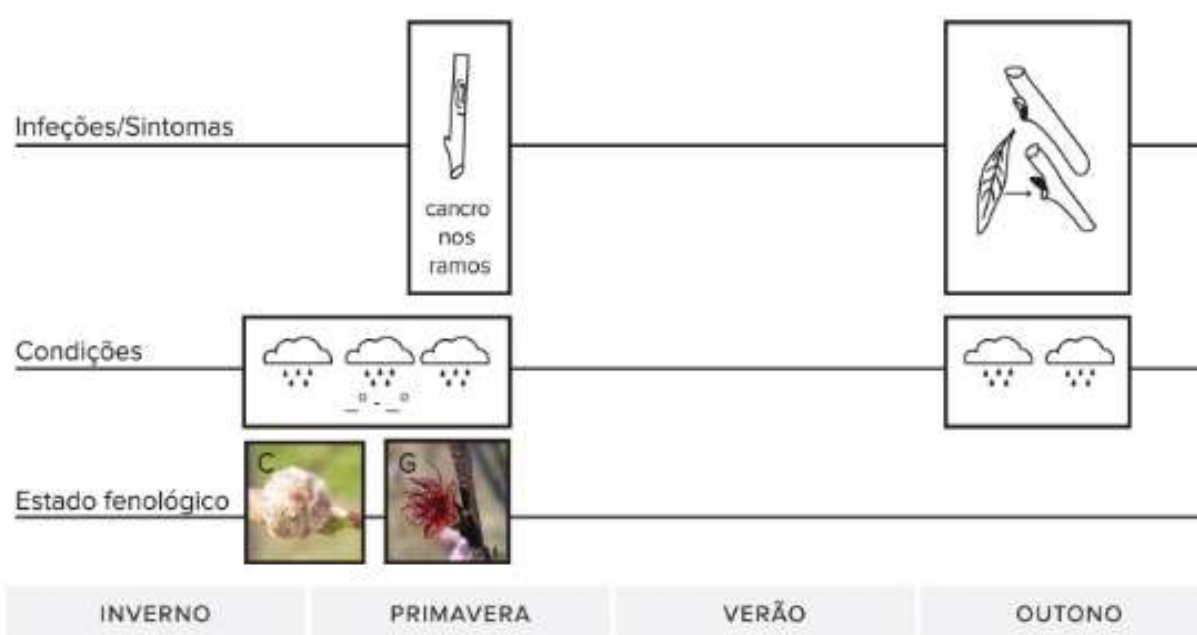 Infeções/Sintomas
cancro
nos
ramos
Condições
_° - _°
C
G
Estado fenológico
INVERNO
PRIMAVERA
VERÃO
OUTONO